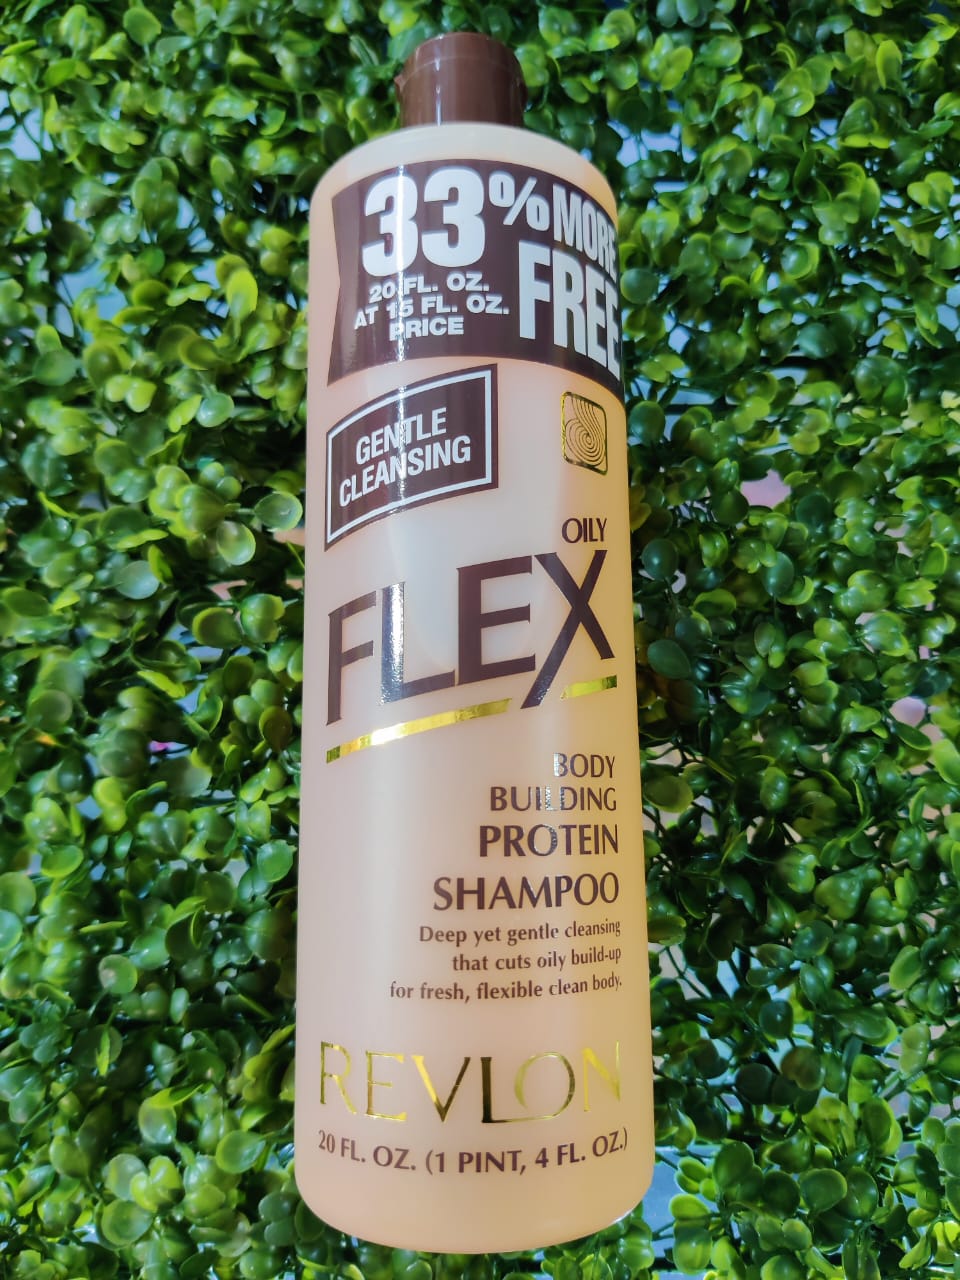 33% MORE
FREE
20 FL. OZ.
AT 15 FL. OZ.
PRICE
GENTLE
CLEANSING
OILY
FLEX
BODY
BUILDING
PROTEIN
SHAMPOO
Deep yet gentle cleansing
that cuts oily build-up
for fresh, flexible clean body.
REVLON
20 FL. OZ. (1 PINT, 4 FL. OZ.)